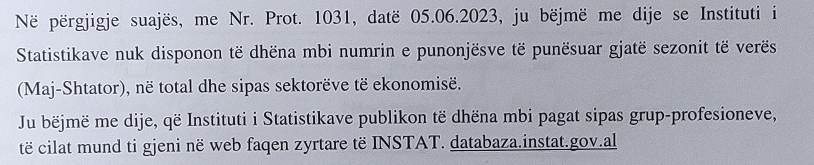 Në përgjigje suajës, me Nr. Prot. 1031, datë 05.06.2023, ju bëjmë me dije se Instituti i
Statistikave nuk disponon të dhëna mbi numrin e punonjësve të punësuar gjatë sezonit të verës
(Maj-Shtator), në total dhe sipas sektorëve të ekonomisë.
Ju bëjmë me dije, që Instituti i Statistikave publikon të dhëna mbi pagat sipas grup-profesioneve,
të cilat mund ti gjeni në web faqen zyrtare të INSTAT. databaza.instat.gov.al